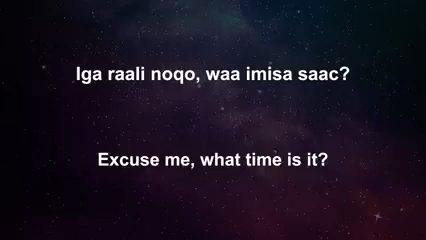 Iga raali noqo, waa imisa saac?
Excuse me, what time is it?